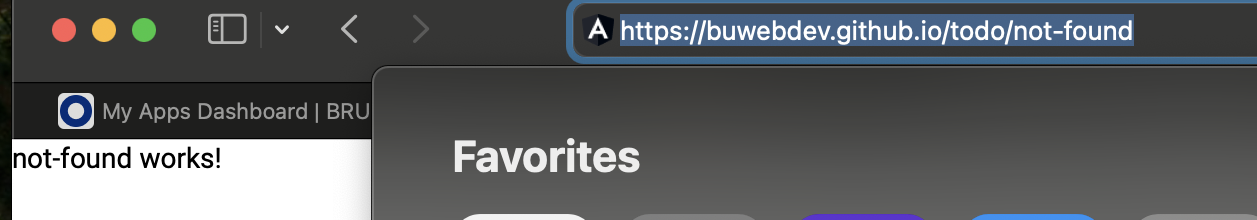 https://buwebdev.github.io/todo/not-found
My Apps Dashboard | BRU
not-found works!
Favorites